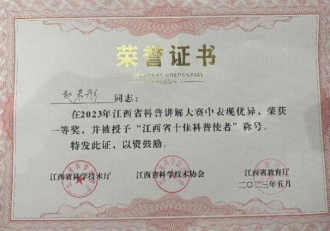 荣誉证书
同志：
在2023年江西省科普讲解大赛中表现优异，荣获
一等奖，并被授予“江西省十佳科普使者”称号。
特发此证，以资鼓励。
江西省科学技术厅 江西省科学技术协会 江西省教育厅
二〇二三年五月